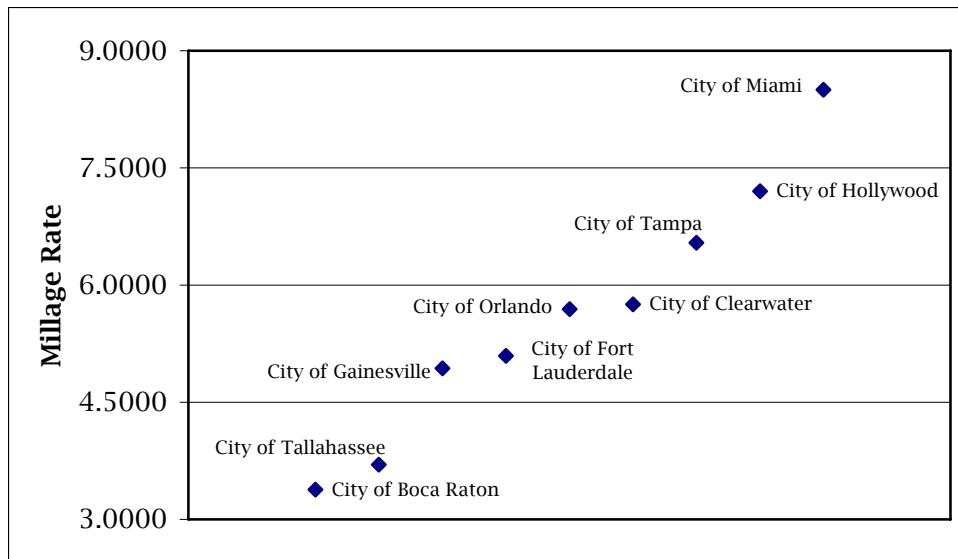 9.0000
City of Miami
7.5000
City of Hollywood
City of Tampa
Millage Rate
6.0000
City of Orlando
City of Clearwater
City of Fort
Lauderdale
City of Gainesville
4.5000
City of Tallahassee
City of Boca Raton
3.0000